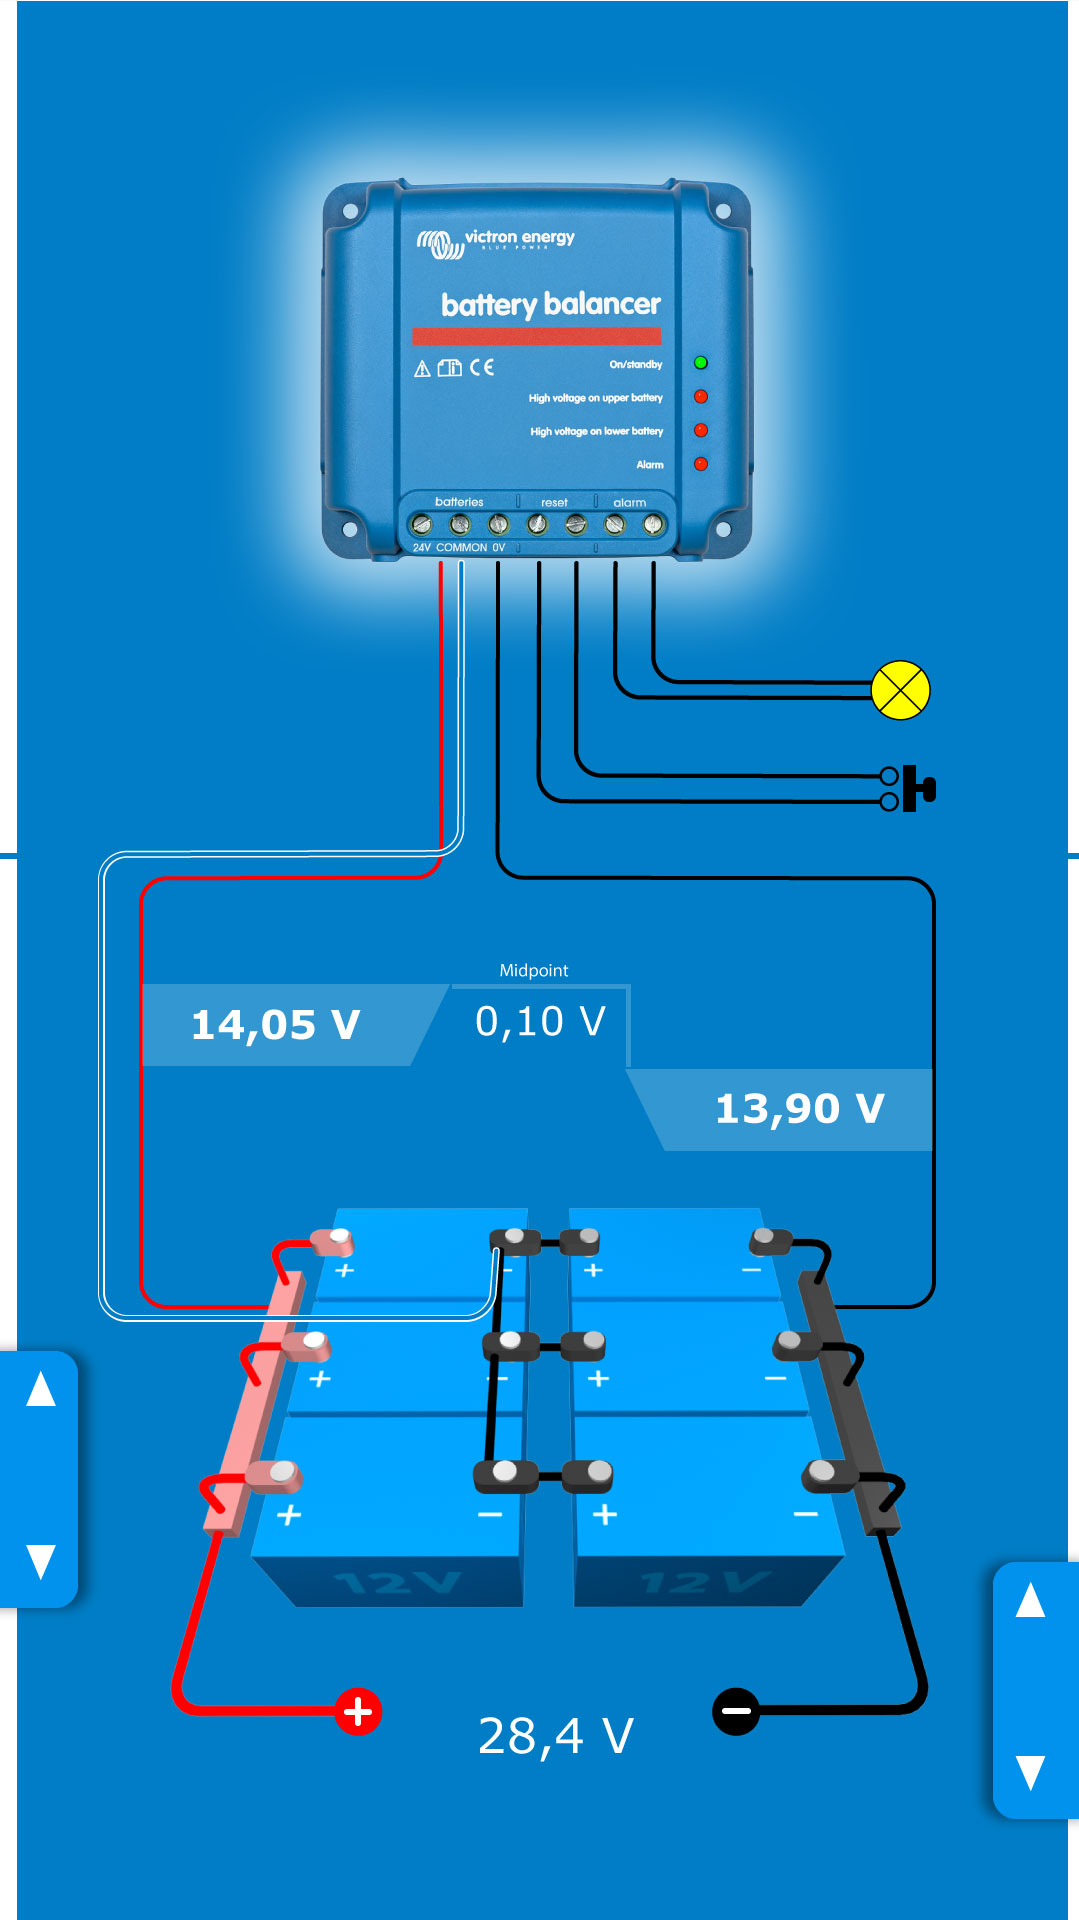 victron energy
BLUE POWER
battery balancer
CE
On/standby
High voltage on upper battery
High voltage on lower battery
Alarm
batteries reset alarm
24V COMMON 0V
Midpoint
14,05 V
0,10 V
13,90 V
+ − + −
+ − + −
+ − + −
12V 12V
+ −
28,4 V